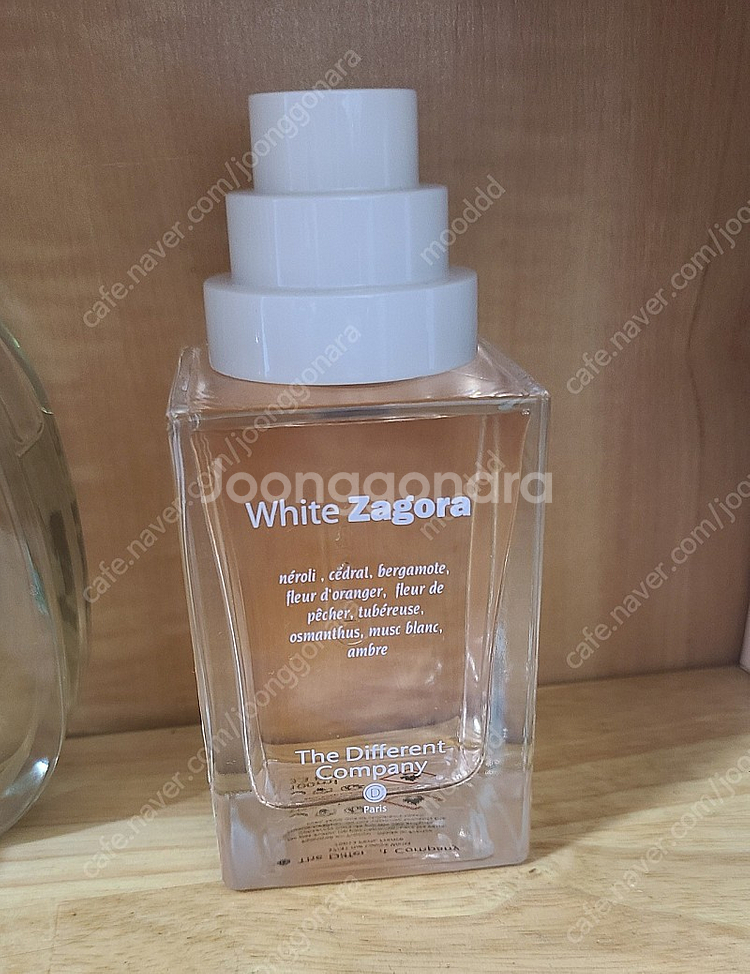 Joonggonara
White Zagora
néroli , cédrat, bergamote,
fleur d'oranger, fleur de
pêcher, tubéreuse,
osmanthus, musc blanc,
ambre
The Different
Company
D
Paris
cafe.naver.com/joonggonara
mooddd